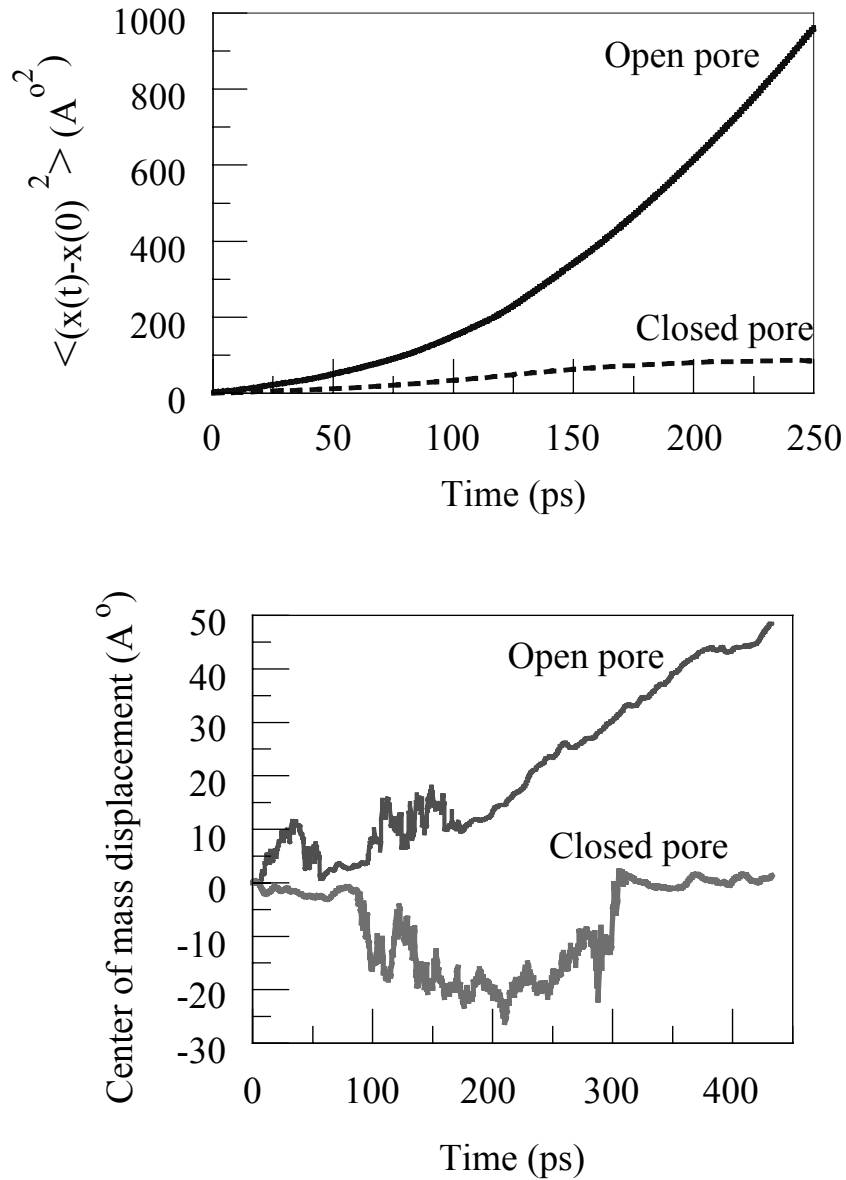 1000
800
600
400
200
0
<(x(t)-x(0) ²> (A°²)
Open pore
Closed pore
0 50 100 150 200 250
Time (ps)
50
40
30
20
10
0
-10
-20
-30
Center of mass displacement (A°)
Open pore
Closed pore
0 100 200 300 400
Time (ps)